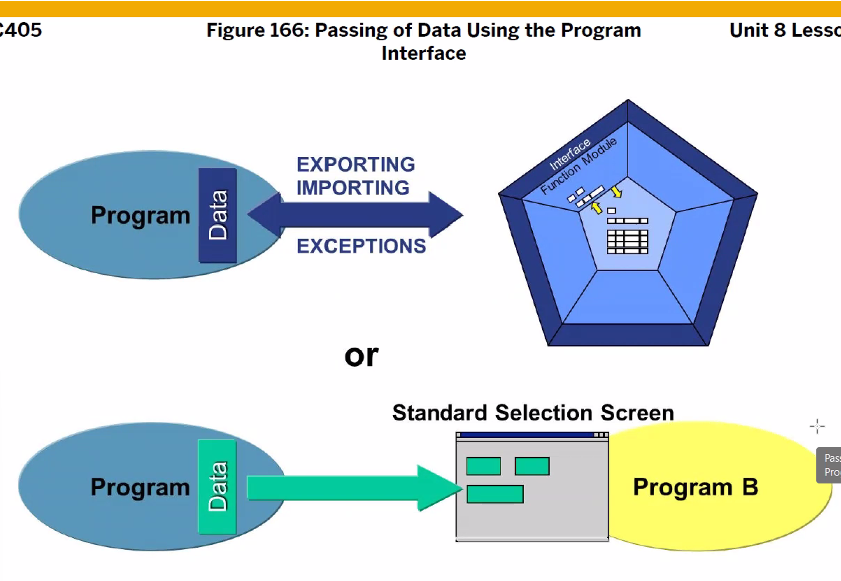 C405
Figure 166: Passing of Data Using the Program
Interface
Unit 8 Lesso
EXPORTING
IMPORTING
EXCEPTIONS
Program
Data
Interface
Function Module
or
Standard Selection Screen
Program
Data
Program B
Pas
Pro